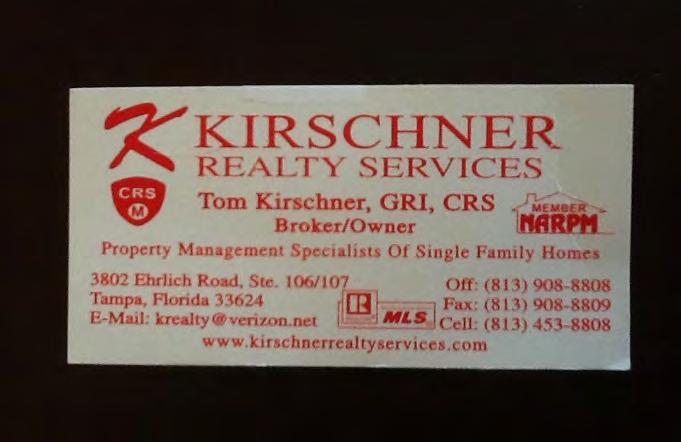 K KIRSCHNER
REALTY SERVICES
CRS
M
Tom Kirschner, GRI, CRS
Broker/Owner
MEMBER
NARPM
Property Management Specialists Of Single Family Homes
3802 Ehrlich Road, Ste. 106/107
Tampa, Florida 33624
E-Mail: krealty@verizon.net
R
MLS
Off: (813) 908-8808
Fax: (813) 908-8809
Cell: (813) 453-8808
www.kirschnerrealtyservices.com